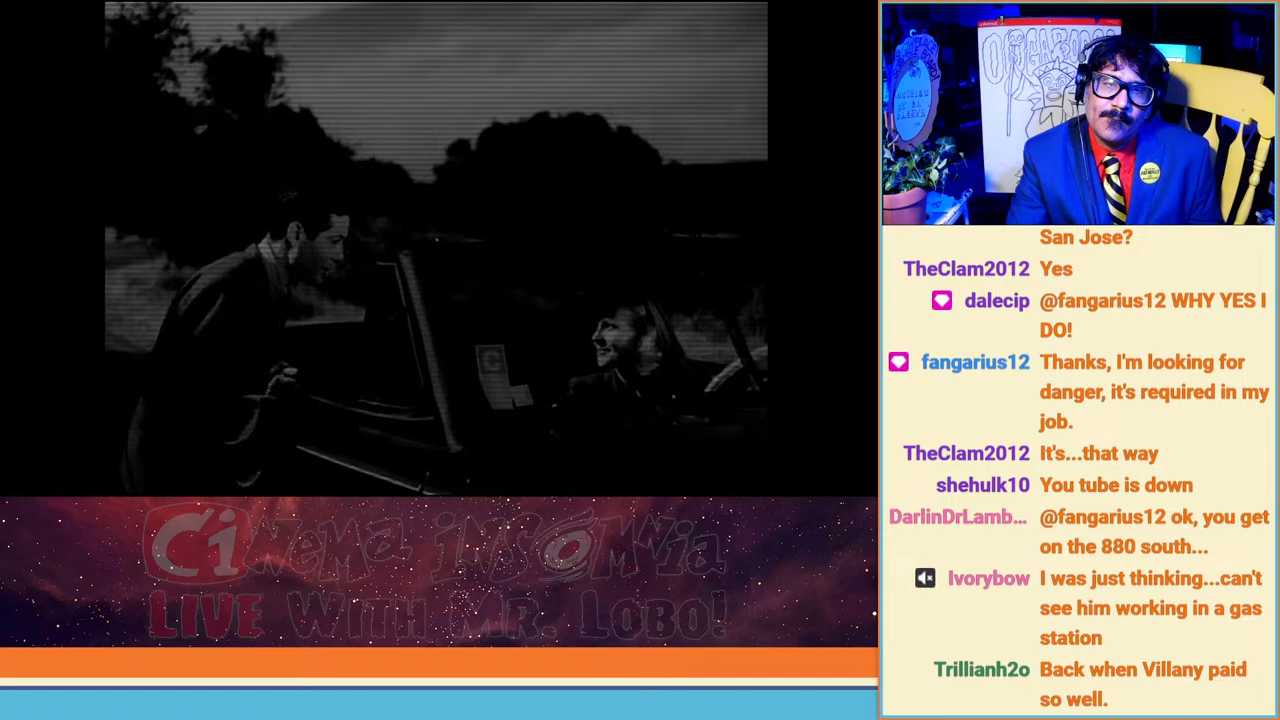 San Jose?
TheClam2012 Yes
dalecip @fangarius12 WHY YES I
DO!
fangarius12 Thanks, I'm looking for
danger, it's required in my
job.
TheClam2012 It's...that way
shehulk10 You tube is down
DarlinDrLamb... @fangarius12 ok, you get
on the 880 south...
Ivorybow I was just thinking...can't
see him working in a gas
station
Trillianh2o Back when Villany paid
so well.
CiNeMa iNSOMNia
LIVE WiTH MR. LOBO!